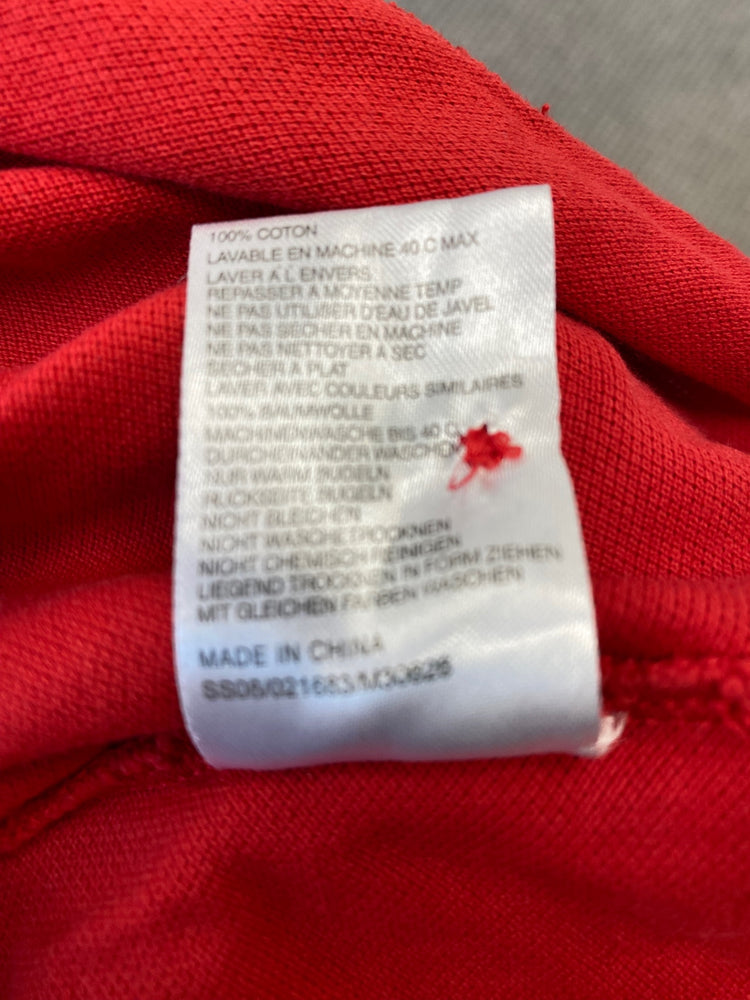 100% COTON
LAVABLE EN MACHINE 40 C MAX
LAVER A L ENVERS
REPASSER A MOYENNE TEMP
NE PAS UTILISER D'EAU DE JAVEL
NE PAS SECHER EN MACHINE
NE PAS NETTOYER A SEC
SECHER A PLAT
LAVER AVEC COULEURS SIMILAIRES
100% BAUMWOLLE
MACHINENWASCHE BIS 40 C
NUR WARM BUGELN
RUCKSEITE BUGELN
NICHT BLEICHEN
NICHT WASCHETROCKNEN
NICHT CHEMISCH REINIGEN
LIEGEND TROCKNEN IN FORM ZIEHEN
MIT GLEICHEN FARBEN WASCHEN
MADE IN CHINA